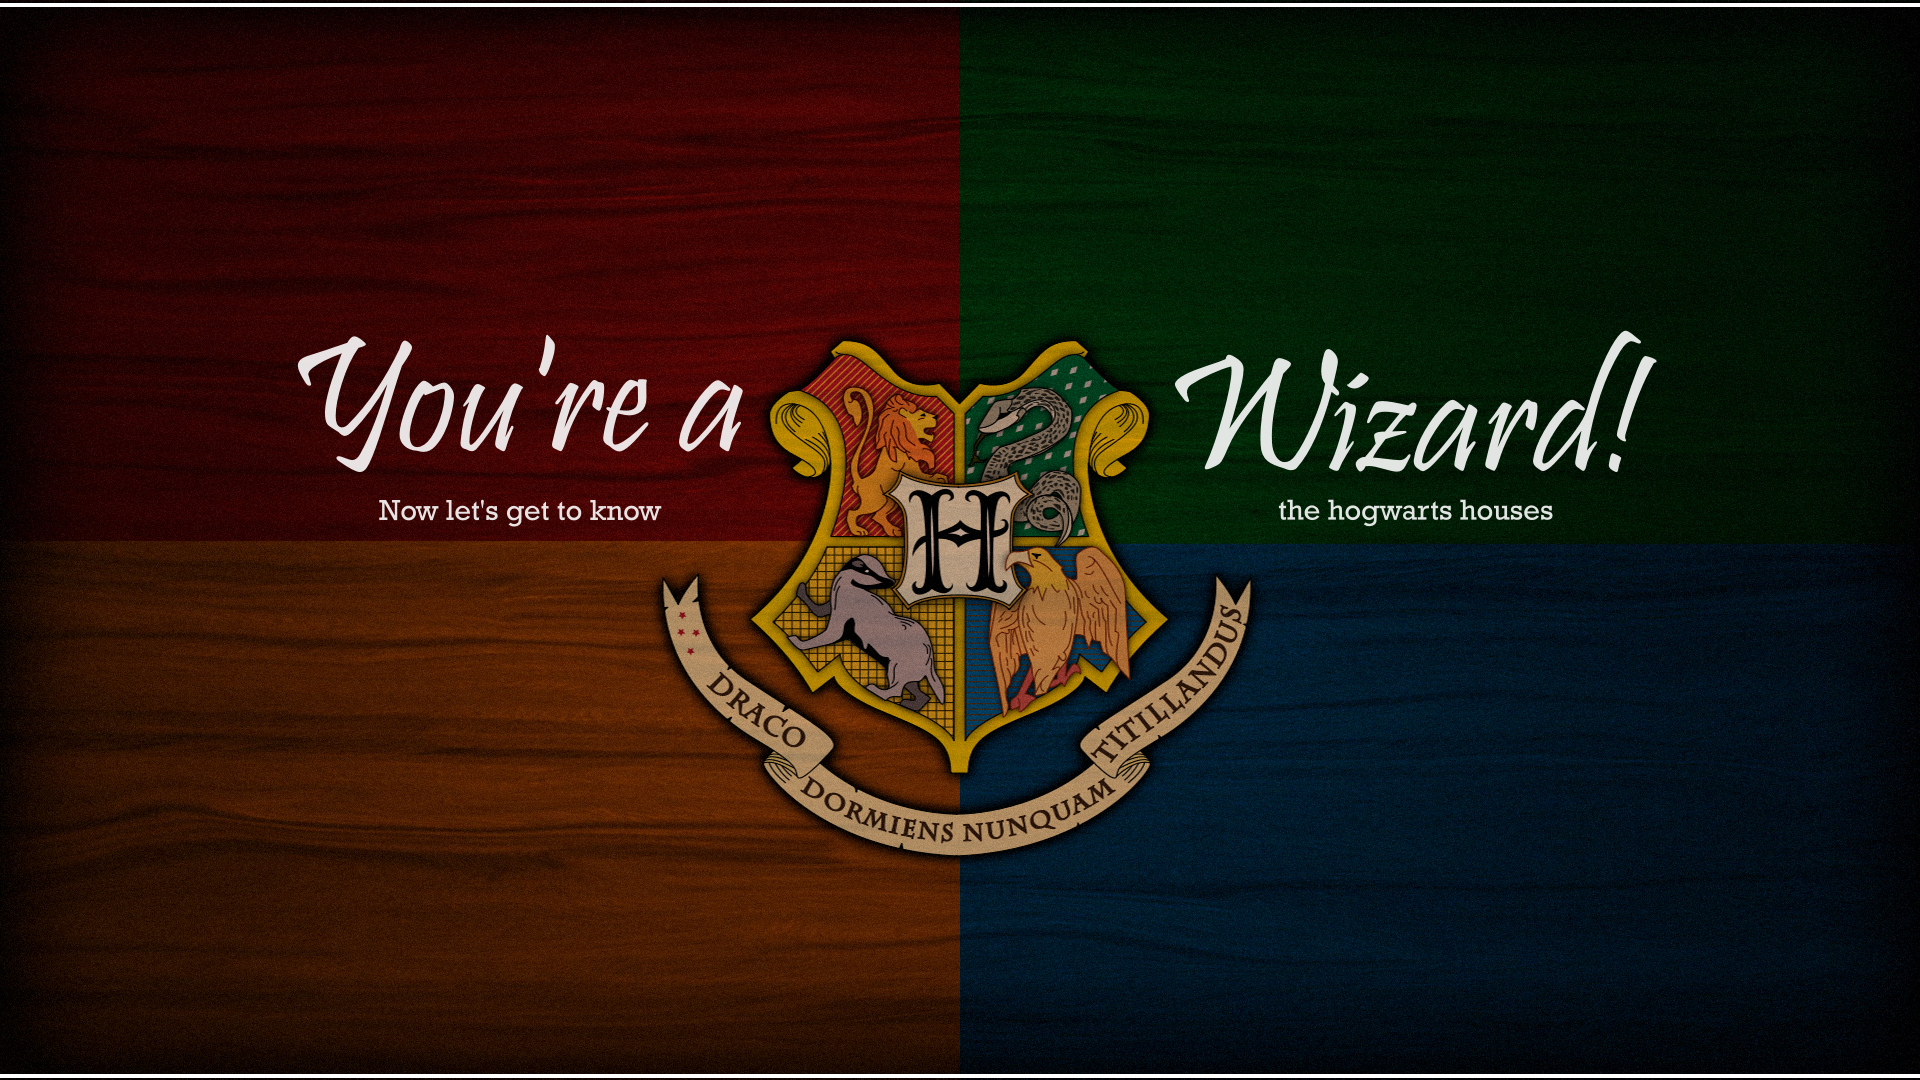 You're a Wizard!
Now let's get to know the hogwarts houses
H
DRACO DORMIENS NUNQUAM TITILLANDUS